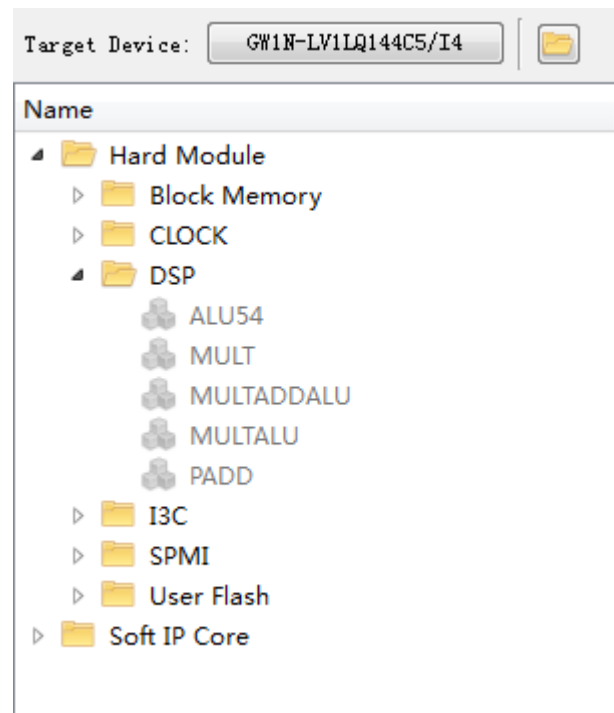 Target Device: GW1N-LV1LQ144C5/I4
Name
Hard Module
Block Memory
CLOCK
DSP
ALU54
MULT
MULTADDALU
MULTALU
PADD
I3C
SPMI
User Flash
Soft IP Core